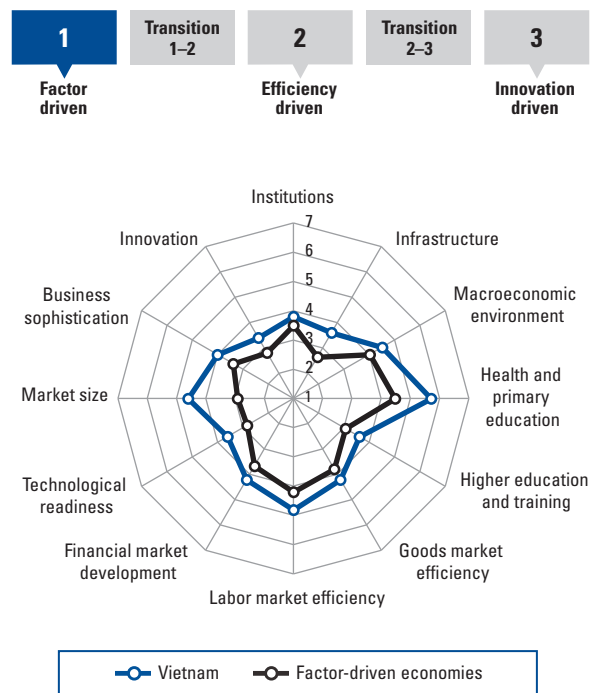 1
Transition
1–2
2
Transition
2–3
3
Factor
driven
Efficiency
driven
Innovation
driven
Institutions
7
6
5
4
3
2
1
Infrastructure
Macroeconomic
environment
Health and
primary
education
Higher education
and training
Goods market
efficiency
Labor market efficiency
Financial market
development
Technological
readiness
Market size
Business
sophistication
Innovation
Vietnam
Factor-driven economies